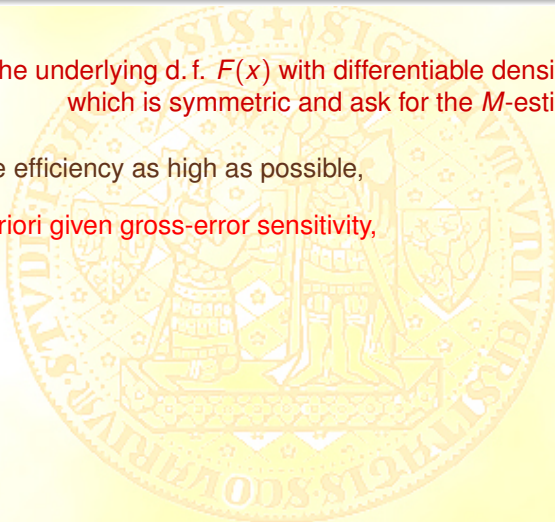 he underlying d. f. F(x) with differentiable densi
which is symmetric and ask for the M-esti
e efficiency as high as possible,
riori given gross-error sensitivity,